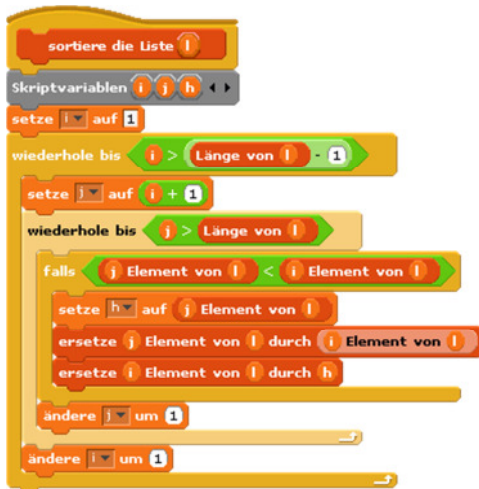 sortiere die Liste l
Skriptvariablen i j h
setze i auf 1
wiederhole bis i > Länge von l - 1
setze j auf i + 1
wiederhole bis j > Länge von l
falls j Element von l < i Element von l
setze h auf j Element von l
ersetze j Element von l durch i Element von l
ersetze i Element von l durch h
ändere j um 1
ändere i um 1